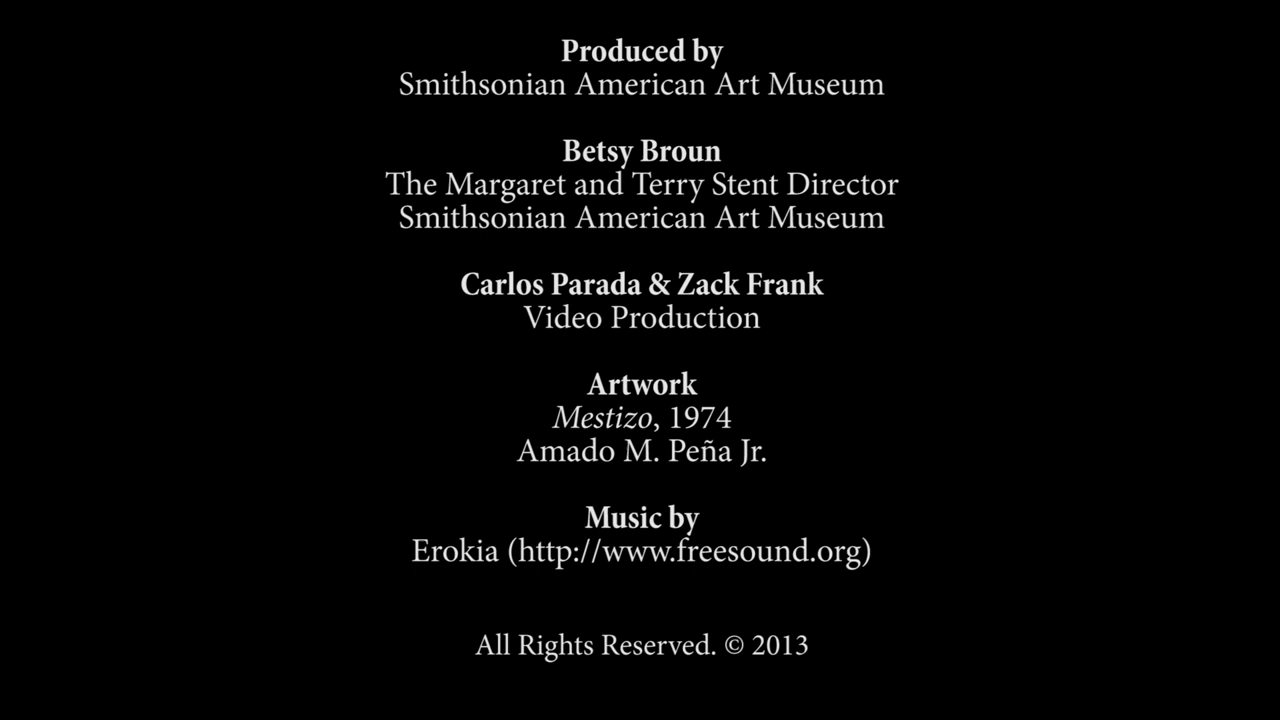 Produced by
Smithsonian American Art Museum
Betsy Broun
The Margaret and Terry Stent Director
Smithsonian American Art Museum
Carlos Parada & Zack Frank
Video Production
Artwork
Mestizo, 1974
Amado M. Peña Jr.
Music by
Erokia (http://www.freesound.org)
All Rights Reserved. © 2013